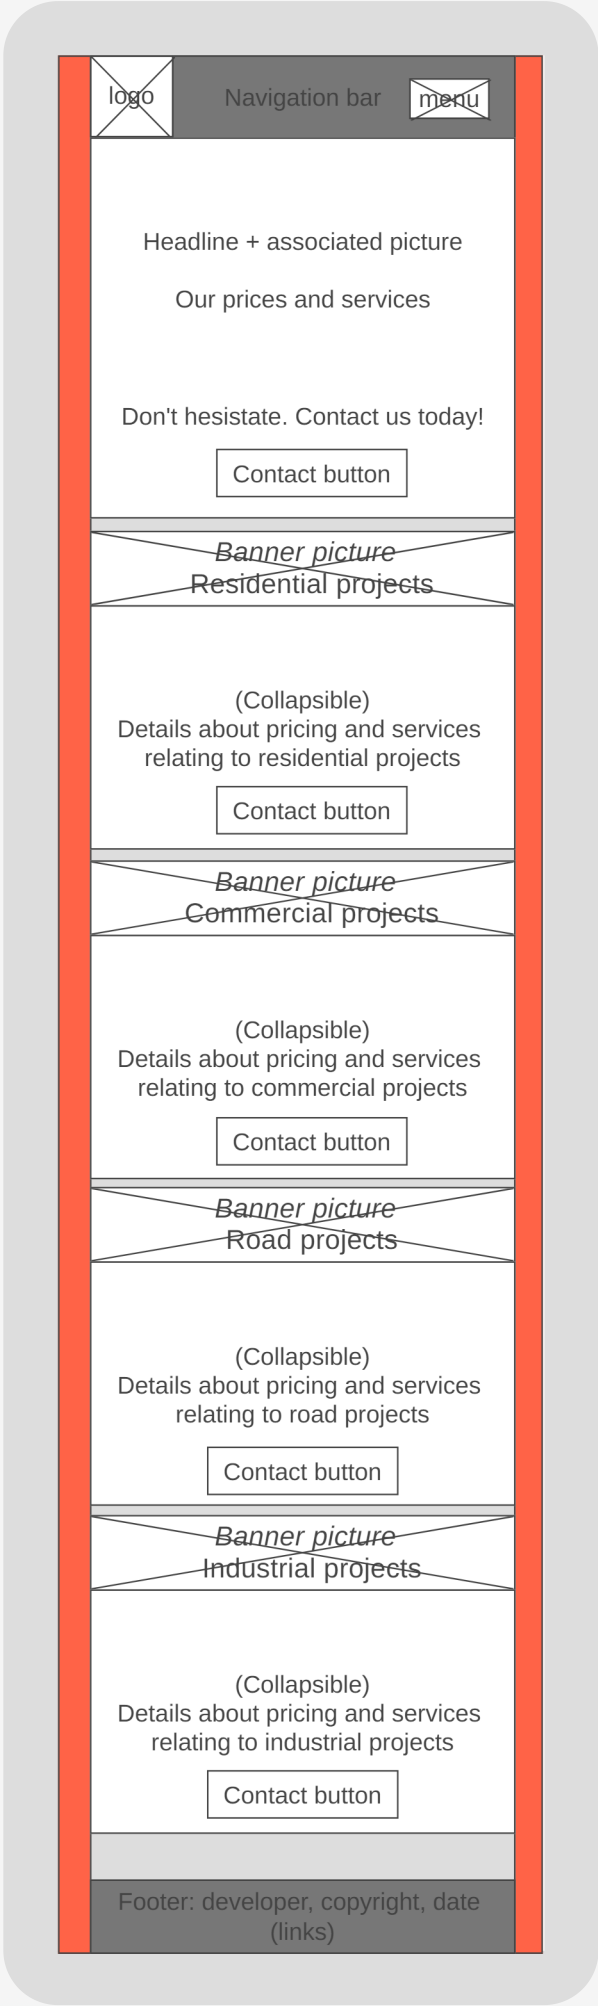 logo
Navigation bar
menu
Headline + associated picture
Our prices and services
Don't hesistate. Contact us today!
Contact button
Banner picture
Residential projects
(Collapsible)
Details about pricing and services
relating to residential projects
Contact button
Banner picture
Commercial projects
(Collapsible)
Details about pricing and services
relating to commercial projects
Contact button
Banner picture
Road projects
(Collapsible)
Details about pricing and services
relating to road projects
Contact button
Banner picture
Industrial projects
(Collapsible)
Details about pricing and services
relating to industrial projects
Contact button
Footer: developer, copyright, date
(links)